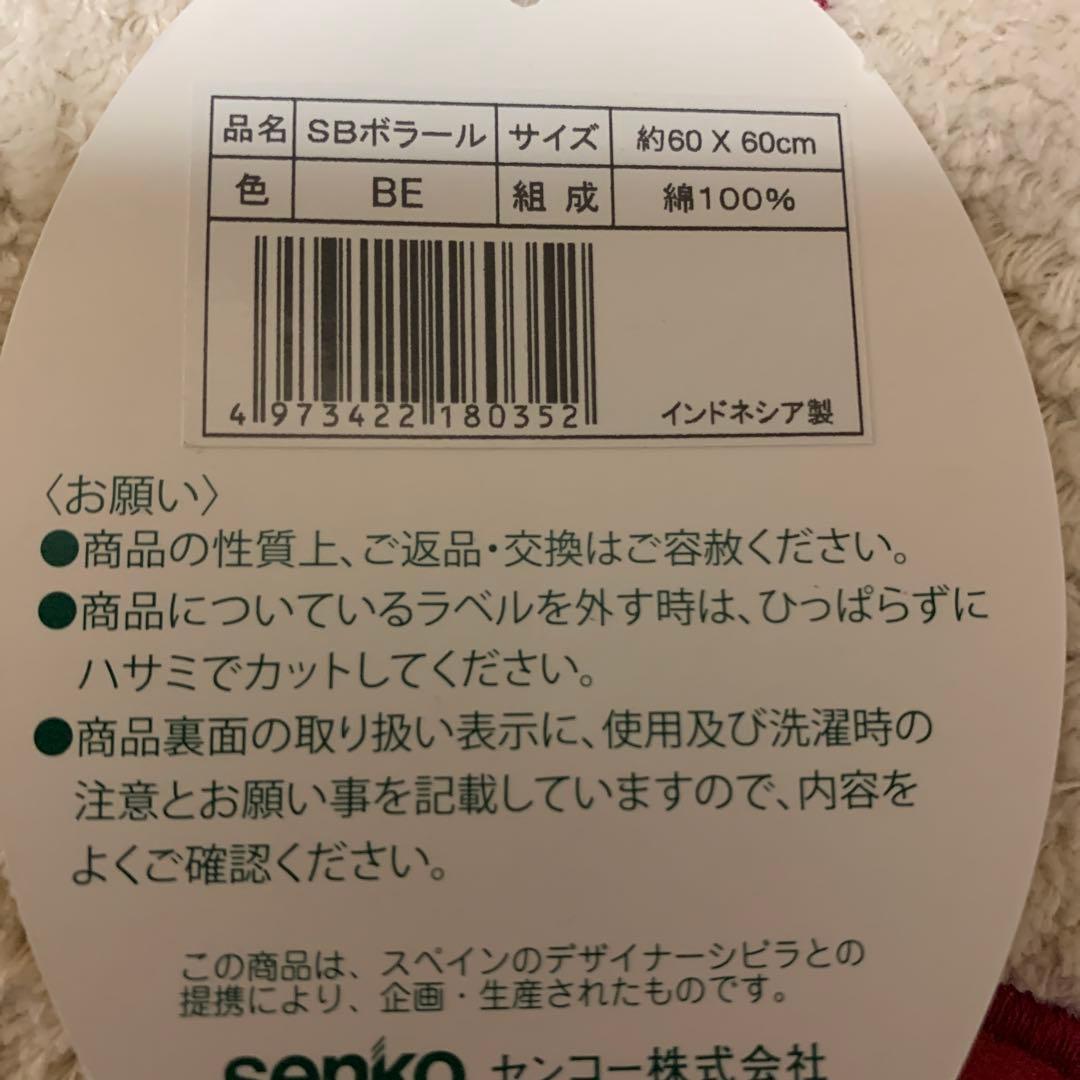 品名 SBボラール サイズ 約60 X 60cm
色 BE 組成 綿100%
4973422180352 インドネシア製
〈お願い〉
●商品の性質上、ご返品・交換はご容赦ください。
●商品についているラベルを外す時は、ひっぱらずに
ハサミでカットしてください。
●商品裏面の取り扱い表示に、使用及び洗濯時の
注意とお願い事を記載していますので、内容を
よくご確認ください。
この商品は、スペインのデザイナーシビラとの
提携により、企画・生産されたものです。
senko センコー株式会社